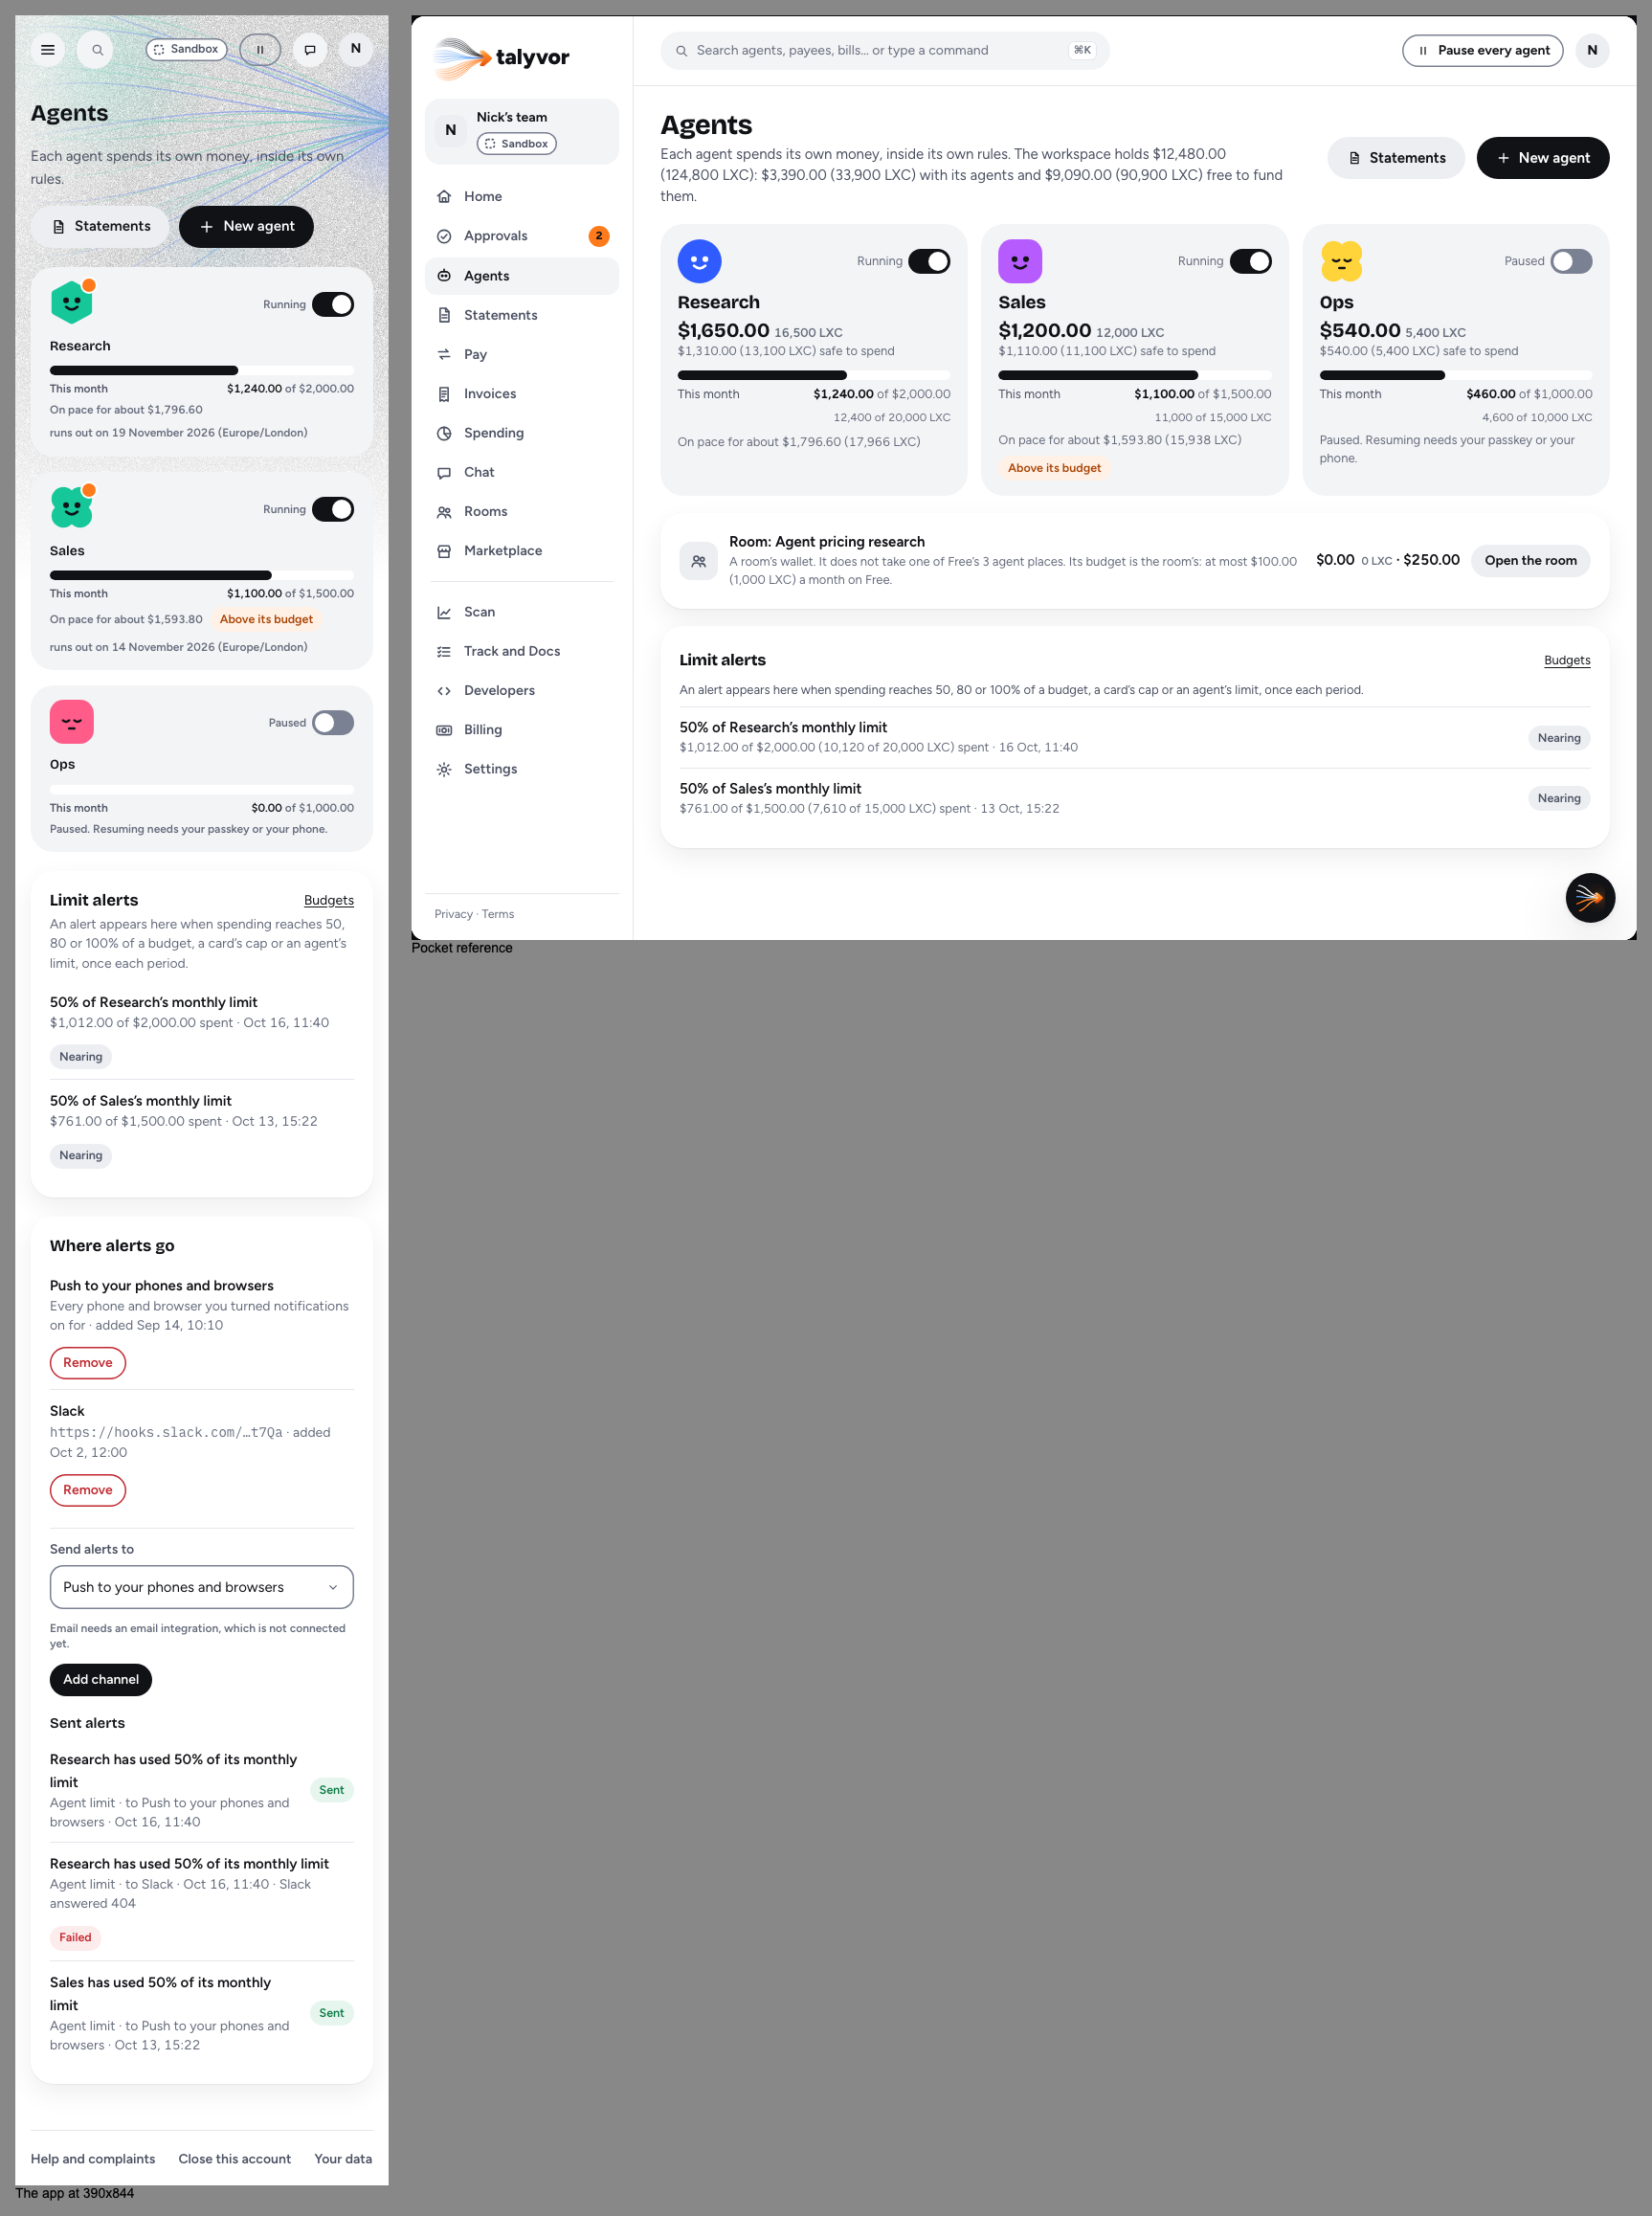 Sandbox
N
Agents
Each agent spends its own money, inside its own
rules.
Statements
New agent
Running
Research
This month
$1,240.00 of $2,000.00
On pace for about $1,796.60
runs out on 19 November 2026 (Europe/London)
Running
Sales
This month
$1,100.00 of $1,500.00
On pace for about $1,593.80
Above its budget
runs out on 14 November 2026 (Europe/London)
Paused
Ops
This month
$0.00 of $1,000.00
Paused. Resuming needs your passkey or your phone.
Limit alerts
Budgets
An alert appears here when spending reaches 50,
80 or 100% of a budget, a card's cap or an agent's
limit, once each period.
50% of Research's monthly limit
$1,012.00 of $2,000.00 spent · Oct 16, 11:40
Nearing
50% of Sales's monthly limit
$761.00 of $1,500.00 spent · Oct 13, 15:22
Nearing
Where alerts go
Push to your phones and browsers
Every phone and browser you turned notifications
on for · added Sep 14, 10:10
Remove
Slack
https://hooks.slack.com/…t7Qa · added
Oct 2, 12:00
Remove
Send alerts to
Push to your phones and browsers
Email needs an email integration, which is not connected
yet.
Add channel
Sent alerts
Research has used 50% of its monthly
limit
Agent limit · to Push to your phones and
browsers · Oct 16, 11:40
Sent
Research has used 50% of its monthly limit
Agent limit · to Slack · Oct 16, 11:40 · Slack
answered 404
Failed
Sales has used 50% of its monthly
limit
Agent limit · to Push to your phones and
browsers · Oct 13, 15:22
Sent
Help and complaints
Close this account
Your data
The app at 390x844
talyvor
N
Nick's team
Sandbox
Home
Approvals
2
Agents
Statements
Pay
Invoices
Spending
Chat
Rooms
Marketplace
Scan
Track and Docs
Developers
Billing
Settings
Privacy · Terms
Search agents, payees, bills... or type a command
⌘K
Pause every agent
N
Agents
Each agent spends its own money, inside its own rules. The workspace holds $12,480.00
(124,800 LXC): $3,390.00 (33,900 LXC) with its agents and $9,090.00 (90,900 LXC) free to fund
them.
Statements
New agent
Running
Research
$1,650.00 16,500 LXC
$1,310.00 (13,100 LXC) safe to spend
This month
$1,240.00 of $2,000.00
12,400 of 20,000 LXC
On pace for about $1,796.60 (17,966 LXC)
Running
Sales
$1,200.00 12,000 LXC
$1,110.00 (11,100 LXC) safe to spend
This month
$1,100.00 of $1,500.00
11,000 of 15,000 LXC
On pace for about $1,593.80 (15,938 LXC)
Above its budget
Paused
Ops
$540.00 5,400 LXC
$540.00 (5,400 LXC) safe to spend
This month
$460.00 of $1,000.00
4,600 of 10,000 LXC
Paused. Resuming needs your passkey or your
phone.
Room: Agent pricing research
A room's wallet. It does not take one of Free's 3 agent places. Its budget is the room's: at most $100.00
(1,000 LXC) a month on Free.
$0.00 0 LXC · $250.00
Open the room
Limit alerts
Budgets
An alert appears here when spending reaches 50, 80 or 100% of a budget, a card's cap or an agent's limit, once each period.
50% of Research's monthly limit
$1,012.00 of $2,000.00 (10,120 of 20,000 LXC) spent · 16 Oct, 11:40
Nearing
50% of Sales's monthly limit
$761.00 of $1,500.00 (7,610 of 15,000 LXC) spent · 13 Oct, 15:22
Nearing
Pocket reference